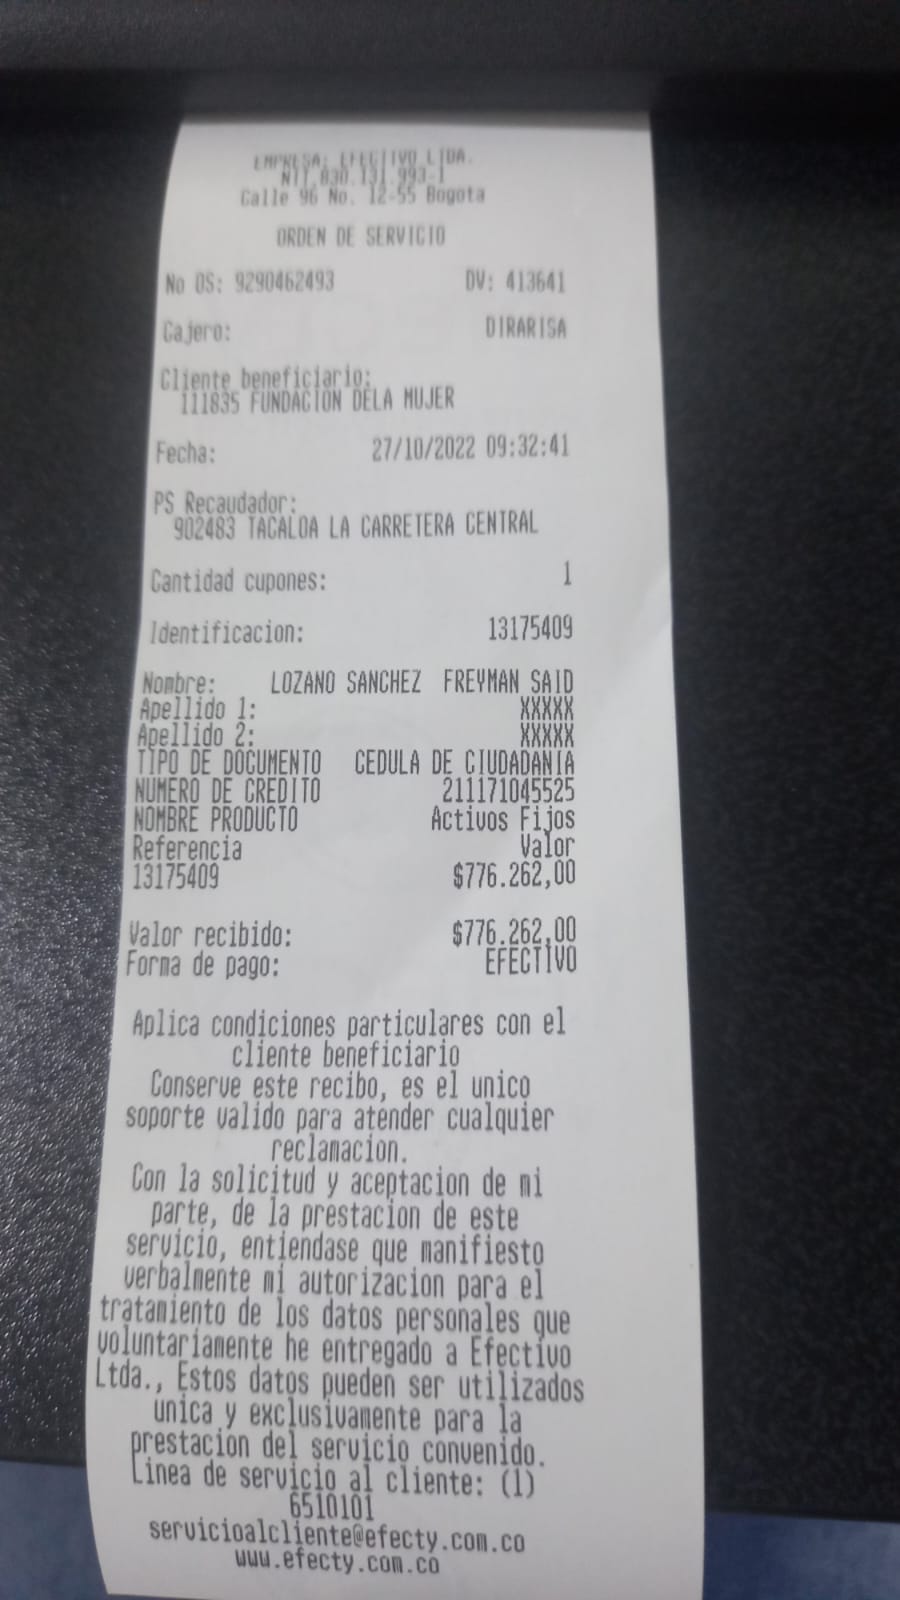 EMPRESA: EFECTIVO LTDA.
NIT.830.131.993-1
Calle 96 No. 12-55 Bogota
ORDEN DE SERVICIO
No OS: 9290462493 DV: 413641
Cajero: DIRARISA
Cliente beneficiario:
111835 FUNDACION DELA MUJER
Fecha: 27/10/2022 09:32:41
PS Recaudador:
902483 TACALOA LA CARRETERA CENTRAL
Cantidad cupones: 1
Identificacion: 13175409
Nombre: LOZANO SANCHEZ FREYMAN SAID
Apellido 1: XXXXX
Apellido 2: XXXXX
TIPO DE DOCUMENTO CEDULA DE CIUDADANIA
NUMERO DE CREDITO 211171045525
NOMBRE PRODUCTO Activos Fijos
Referencia Valor
13175409 $776.262,00
Valor recibido: $776.262,00
Forma de pago: EFECTIVO
Aplica condiciones particulares con el
cliente beneficiario
Conserve este recibo, es el unico
soporte valido para atender cualquier
reclamacion.
Con la solicitud y aceptacion de mi
parte, de la prestacion de este
servicio, entiendase que manifiesto
verbalmente mi autorizacion para el
tratamiento de los datos personales que
voluntariamente he entregado a Efectivo
Ltda., Estos datos pueden ser utilizados
unica y exclusivamente para la
prestacion del servicio convenido.
Linea de servicio al cliente: (1)
6510101
servicioalcliente@efecty.com.co
www.efecty.com.co